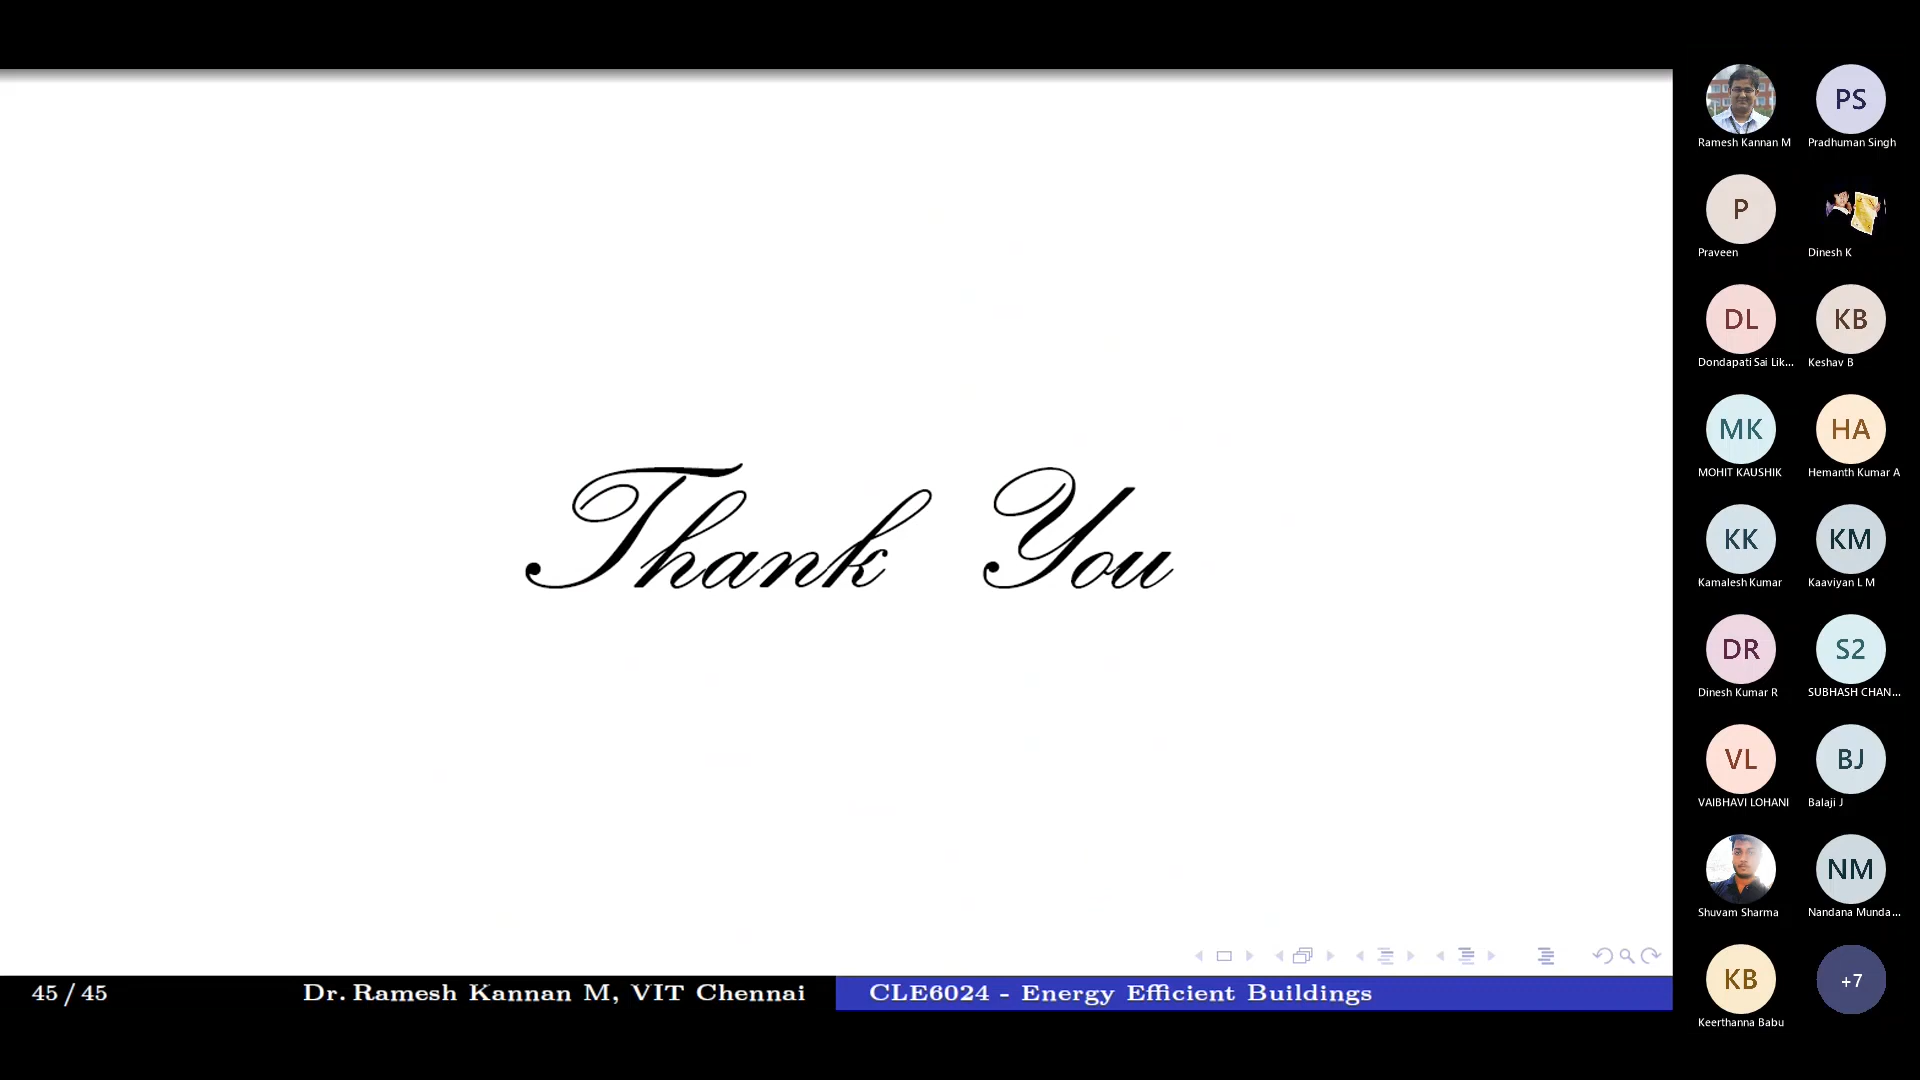 Thank You
45 / 45
Dr. Ramesh Kannan M, VIT Chennai
CLE6024 - Energy Efficient Buildings
Ramesh Kannan M
PS
Pradhuman Singh
P
Praveen
Dinesh K
DL
Dondapati Sai Lik...
KB
Keshav B
MK
MOHIT KAUSHIK
HA
Hemanth Kumar A
KK
Kamalesh Kumar
KM
Kaaviyan L M
DR
Dinesh Kumar R
S2
SUBHASH CHAN...
VL
VAIBHAVI LOHANI
BJ
Balaji J
Shuvam Sharma
NM
Nandana Munda...
KB
Keerthanna Babu
+7